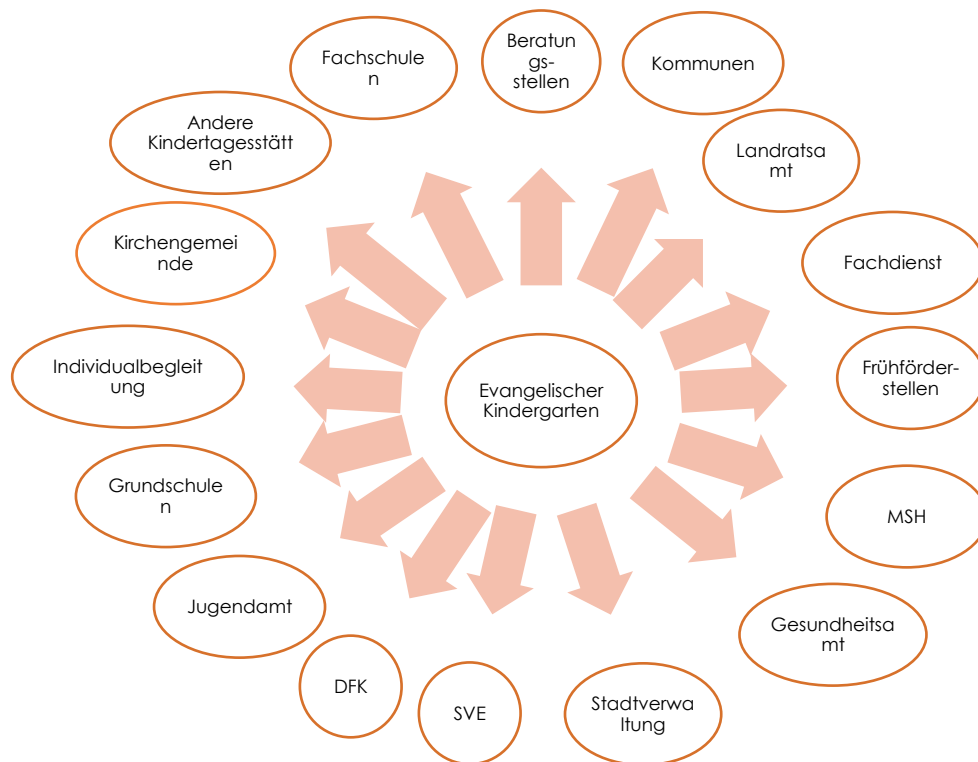 Beratun
gs-
stellen
Kommunen
Fachschule
n
Landratsa
mt
Andere
Kindertagesstätt
en
Kirchengemei
nde
Fachdienst
Individualbegleit
ung
Evangelischer
Kindergarten
Frühförder-
stellen
Grundschule
n
MSH
Jugendamt
Gesundheitsa
mt
DFK
SVE
Stadtverwa
ltung